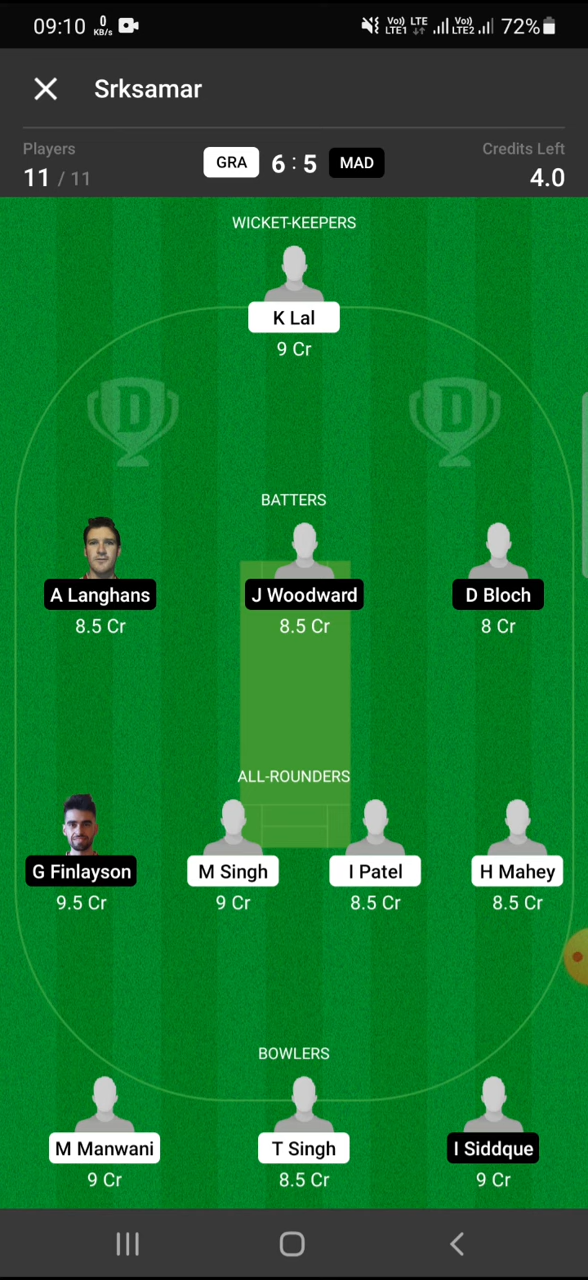 09:10 0 KB/s Vo) LTE1 LTE Vo) LTE2 72%
Srksamar
Players Credits Left
11 / 11 GRA 6 : 5 MAD 4.0
WICKET-KEEPERS
K Lal
9 Cr
D D
BATTERS
A Langhans J Woodward D Bloch
8.5 Cr 8.5 Cr 8 Cr
ALL-ROUNDERS
G Finlayson M Singh I Patel H Mahey
9.5 Cr 9 Cr 8.5 Cr 8.5 Cr
BOWLERS
M Manwani T Singh I Siddque
9 Cr 8.5 Cr 9 Cr